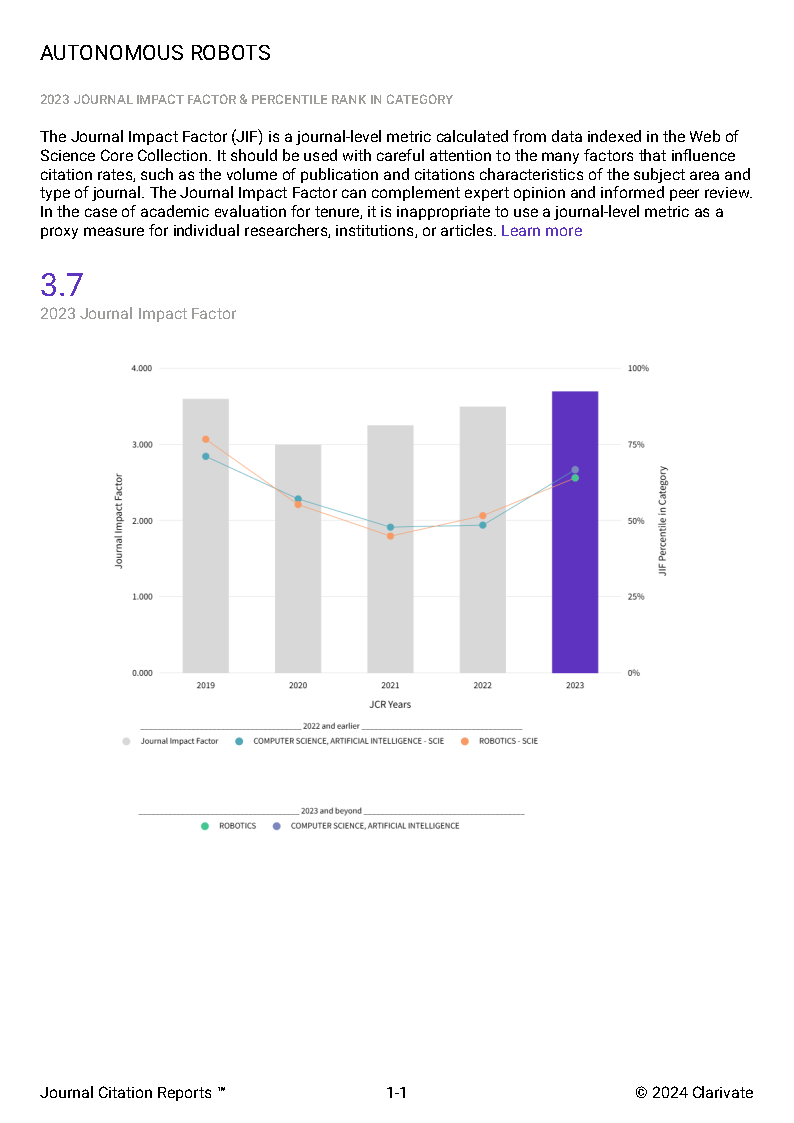 AUTONOMOUS ROBOTS
2023 JOURNAL IMPACT FACTOR & PERCENTILE RANK IN CATEGORY
The Journal Impact Factor (JIF) is a journal-level metric calculated from data indexed in the Web of
Science Core Collection. It should be used with careful attention to the many factors that influence
citation rates, such as the volume of publication and citations characteristics of the subject area and
type of journal. The Journal Impact Factor can complement expert opinion and informed peer review.
In the case of academic evaluation for tenure, it is inappropriate to use a journal-level metric as a
proxy measure for individual researchers, institutions, or articles. Learn more
3.7
2023 Journal Impact Factor
4.000 100%
3.000 75%
2.000 50%
1.000 25%
0.000 0%
Journal Impact Factor
JIF Percentile in Category
2019 2020 2021 2022 2023
JCR Years
2022 and earlier
Journal Impact Factor COMPUTER SCIENCE, ARTIFICIAL INTELLIGENCE - SCIE ROBOTICS - SCIE
2023 and beyond
ROBOTICS COMPUTER SCIENCE, ARTIFICIAL INTELLIGENCE
Journal Citation Reports ™ 1-1 © 2024 Clarivate